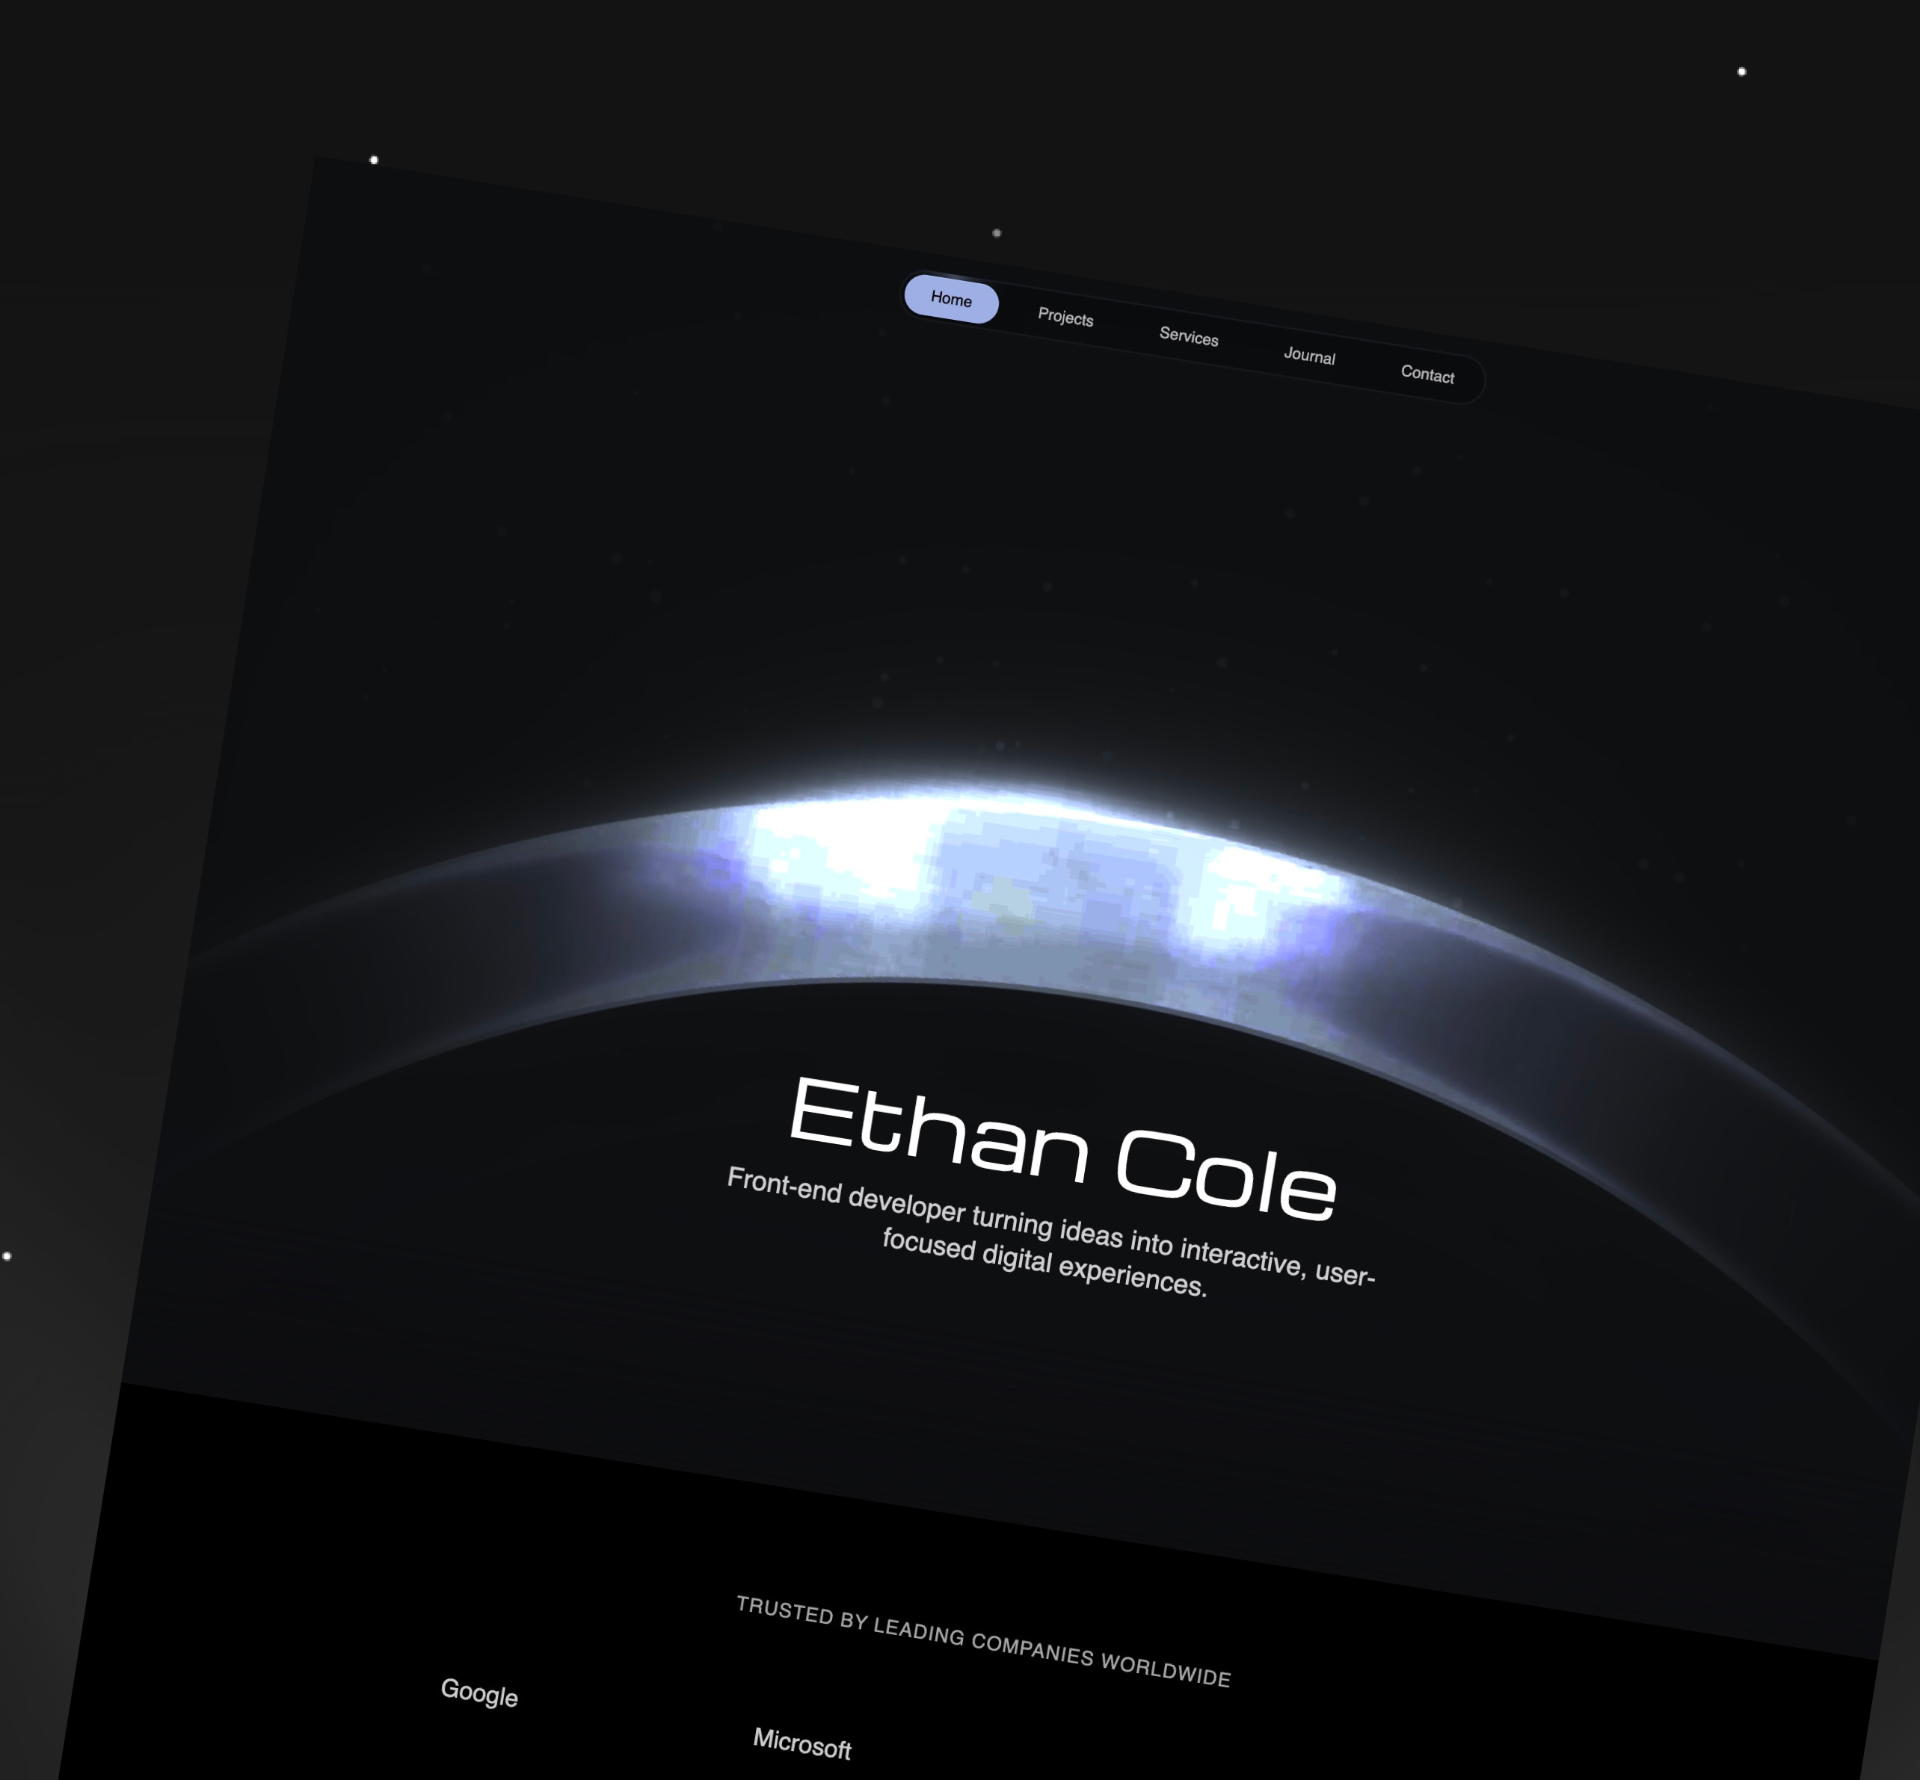 Home Projects Services Journal Contact
Ethan Cole
Front-end developer turning ideas into interactive, user-
focused digital experiences.
TRUSTED BY LEADING COMPANIES WORLDWIDE
Google Microsoft